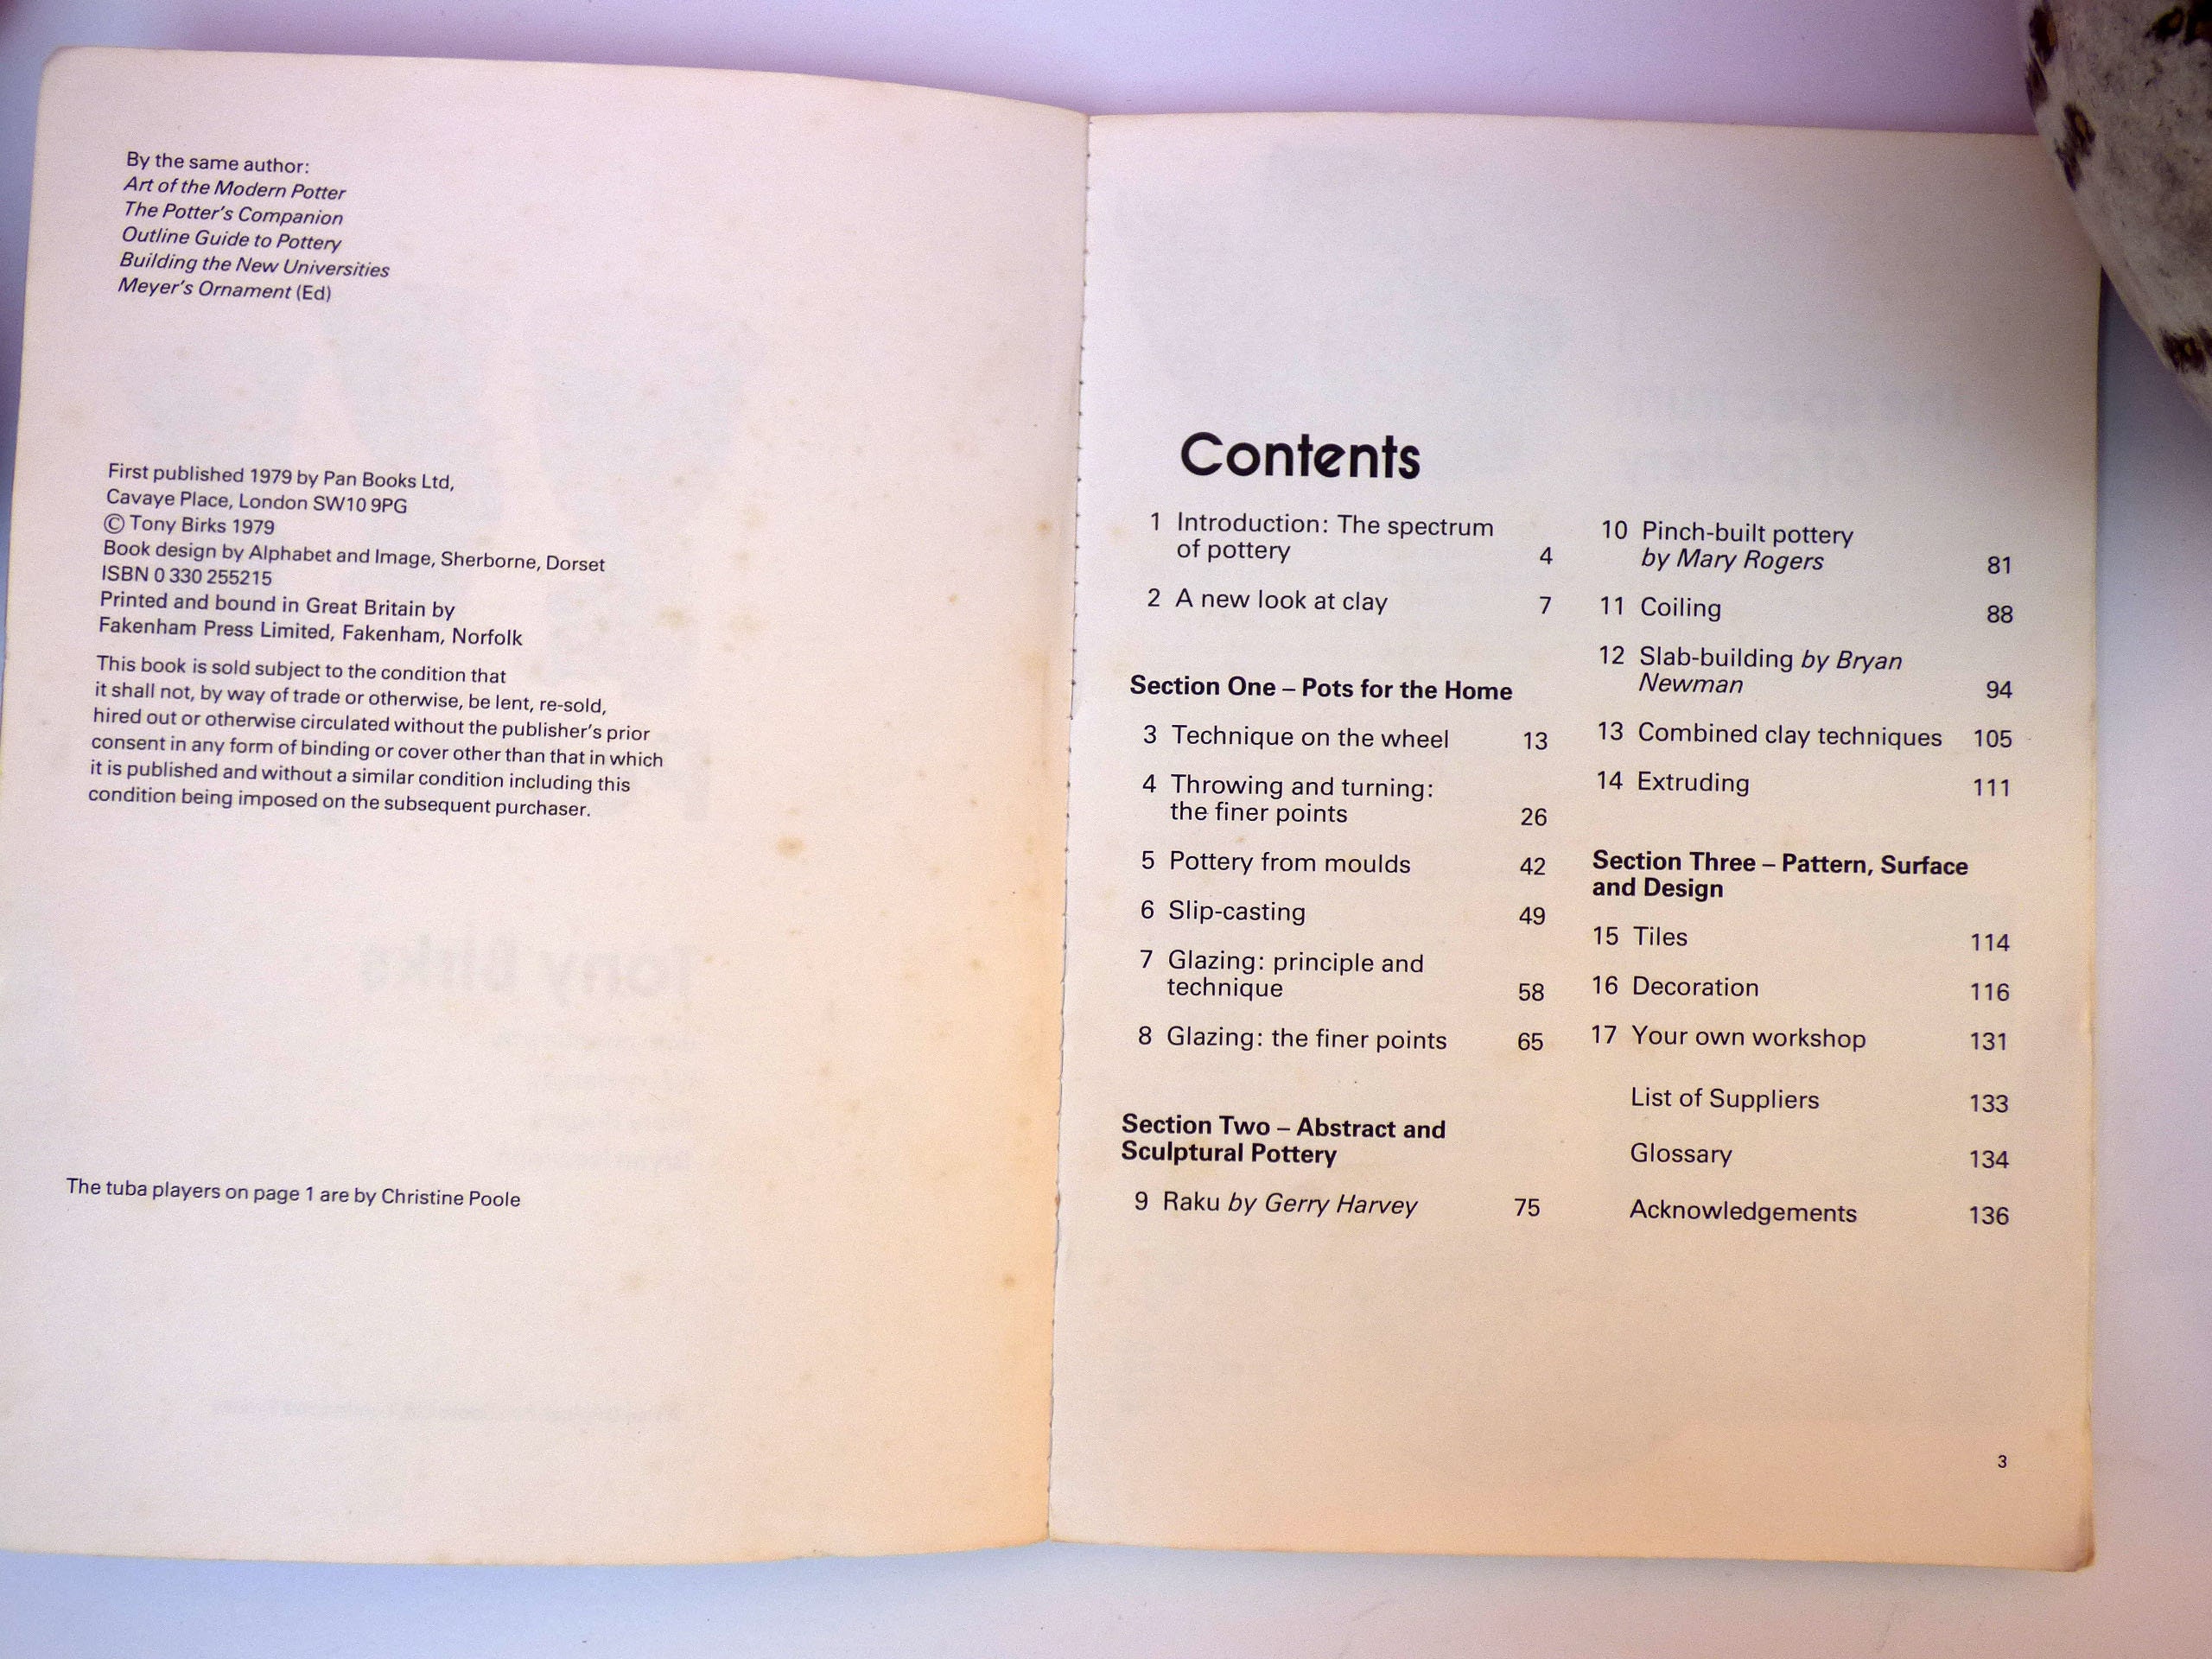 By the same author:
Art of the Modern Potter
The Potter's Companion
Outline Guide to Pottery
Building the New Universities
Meyer's Ornament (Ed)
First published 1979 by Pan Books Ltd,
Cavaye Place, London SW10 9PG
© Tony Birks 1979
Book design by Alphabet and Image, Sherborne, Dorset
ISBN 0 330 255215
Printed and bound in Great Britain by
Fakenham Press Limited, Fakenham, Norfolk
This book is sold subject to the condition that
it shall not, by way of trade or otherwise, be lent, re-sold,
hired out or otherwise circulated without the publisher's prior
consent in any form of binding or cover other than that in which
it is published and without a similar condition including this
condition being imposed on the subsequent purchaser.
The tuba players on page 1 are by Christine Poole
Contents
1 Introduction: The spectrum
of pottery 4
2 A new look at clay 7
Section One – Pots for the Home
3 Technique on the wheel 13
4 Throwing and turning:
the finer points 26
5 Pottery from moulds 42
6 Slip-casting 49
7 Glazing: principle and
technique 58
8 Glazing: the finer points 65
Section Two – Abstract and
Sculptural Pottery
9 Raku by Gerry Harvey 75
10 Pinch-built pottery
by Mary Rogers 81
11 Coiling 88
12 Slab-building by Bryan
Newman 94
13 Combined clay techniques 105
14 Extruding 111
Section Three – Pattern, Surface
and Design
15 Tiles 114
16 Decoration 116
17 Your own workshop 131
List of Suppliers 133
Glossary 134
Acknowledgements 136
3